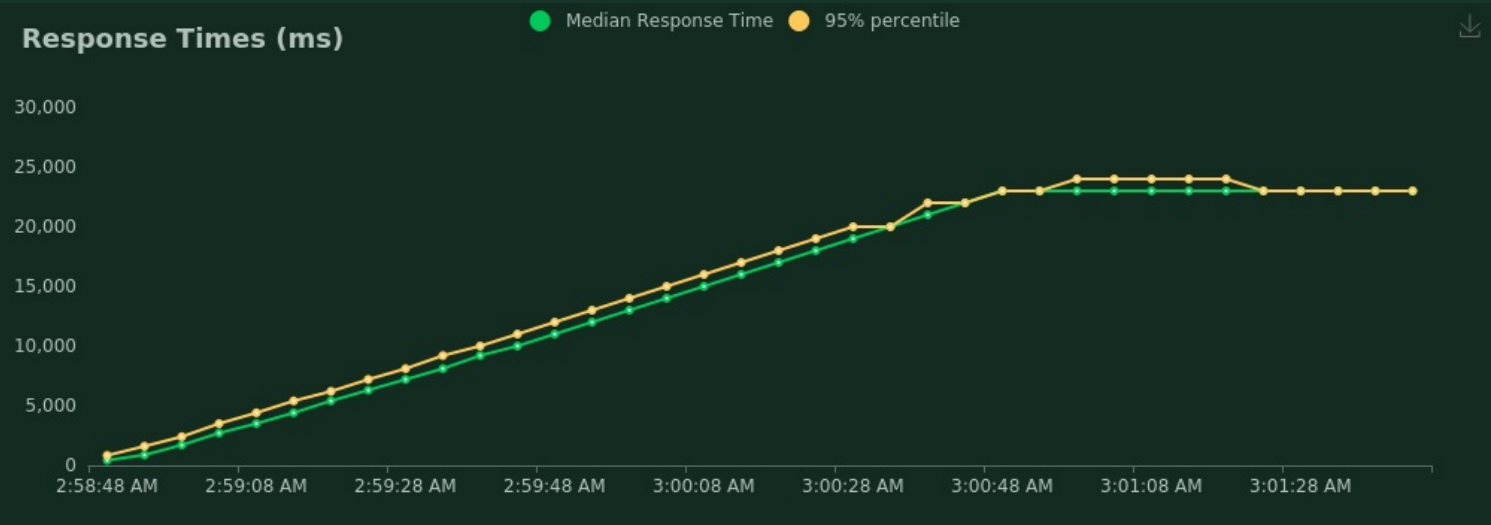 Median Response Time
95% percentile
Response Times (ms)
30,000
25,000
20,000
15,000
10,000
5,000
0
2:58:48 AM
2:59:08 AM
2:59:28 AM
2:59:48 AM
3:00:08 AM
3:00:28 AM
3:00:48 AM
3:01:08 AM
3:01:28 AM